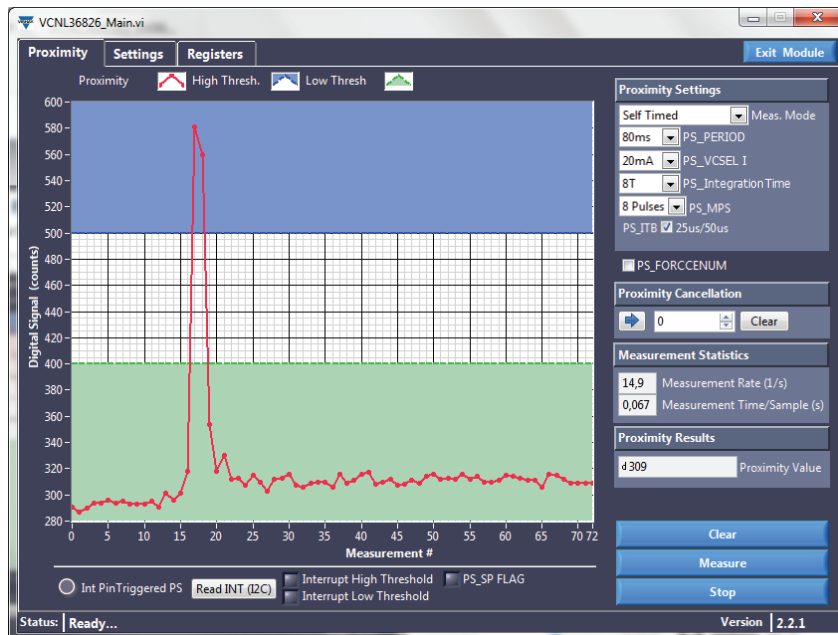 VCNL36826_Main.vi
Proximity Settings Registers
Exit Module
Proximity High Thresh. Low Thresh
Digital Signal (counts)
600
580
560
540
520
500
480
460
440
420
400
380
360
340
320
300
280
0 5 10 15 20 25 30 35 40 45 50 55 60 65 70 72
Measurement #
Int PinTriggered PS
Read INT (I2C)
Interrupt High Threshold
Interrupt Low Threshold
PS_SP FLAG
Proximity Settings
Self Timed Meas. Mode
80ms PS_PERIOD
20mA PS_VCSEL I
8T PS_IntegrationTime
8 Pulses PS_MPS
PS_ITB 25us/50us
PS_FORCCENUM
Proximity Cancellation
0 Clear
Measurement Statistics
14,9 Measurement Rate (1/s)
0,067 Measurement Time/Sample (s)
Proximity Results
d 309 Proximity Value
Clear
Measure
Stop
Status: Ready...
Version 2.2.1